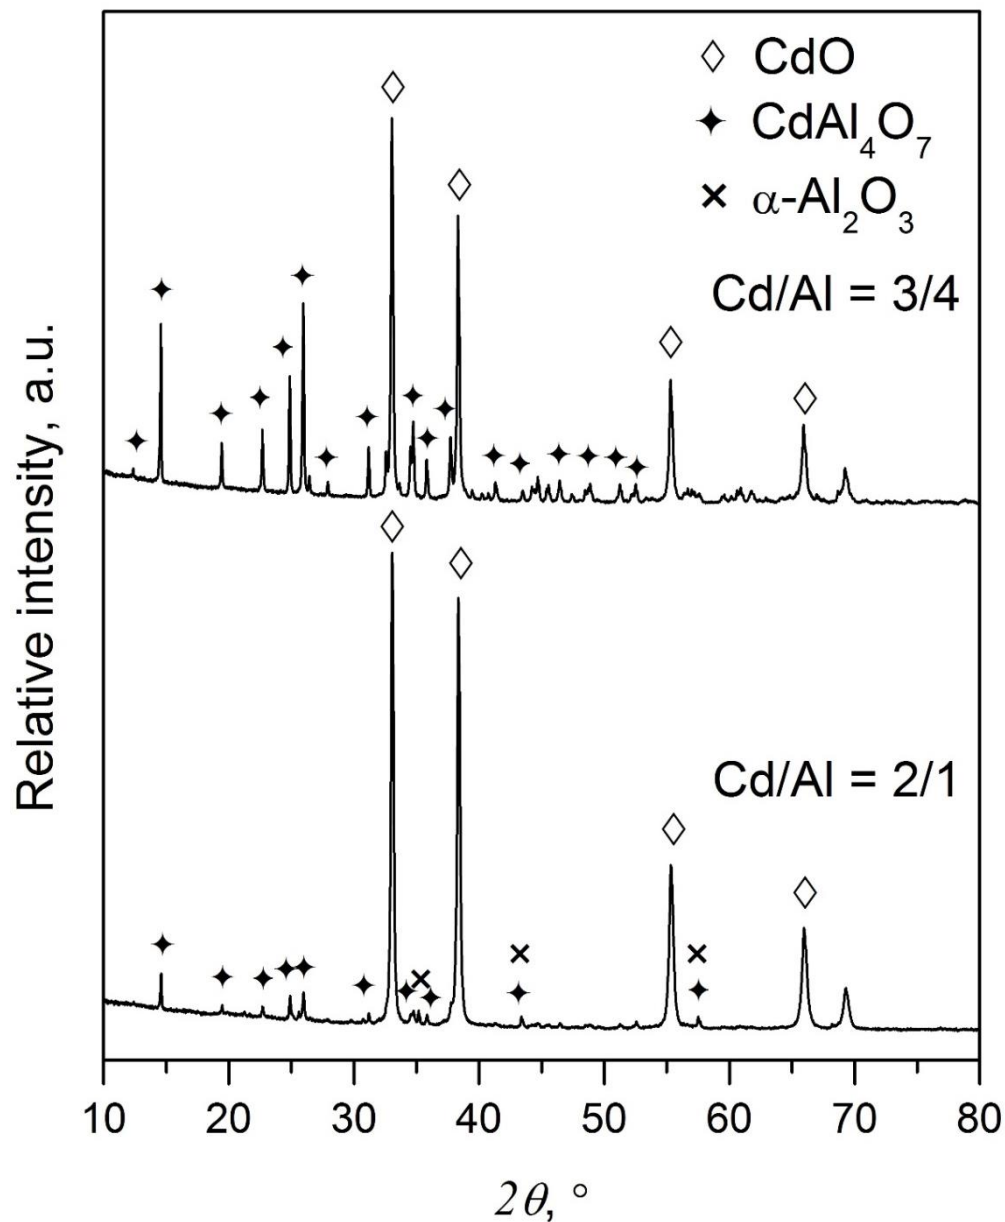 ◇ CdO
✦ CdAl₄O₇
× α-Al₂O₃
Cd/Al = 3/4
Cd/Al = 2/1
Relative intensity, a.u.
10 20 30 40 50 60 70 80
2θ, °